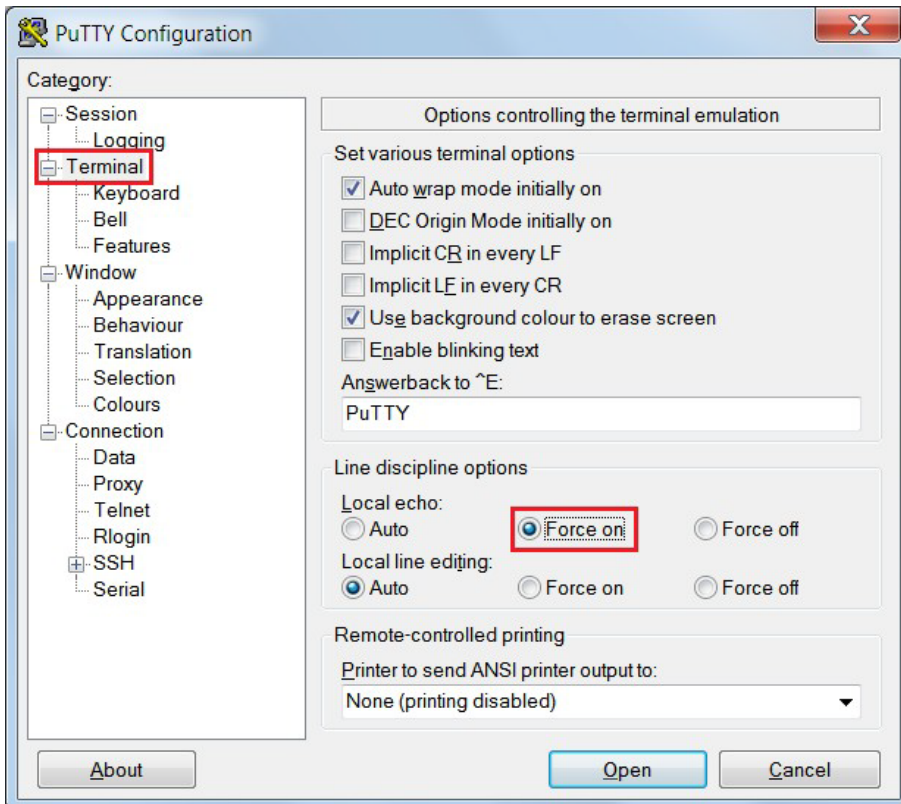 PuTTY Configuration
Category:
Session
Logging
Terminal
Keyboard
Bell
Features
Window
Appearance
Behaviour
Translation
Selection
Colours
Connection
Data
Proxy
Telnet
Rlogin
SSH
Serial
Options controlling the terminal emulation
Set various terminal options
Auto wrap mode initially on
DEC Origin Mode initially on
Implicit CR in every LF
Implicit LF in every CR
Use background colour to erase screen
Enable blinking text
Answerback to ^E:
PuTTY
Line discipline options
Local echo:
Auto Force on Force off
Local line editing:
Auto Force on Force off
Remote-controlled printing
Printer to send ANSI printer output to:
None (printing disabled)
About Open Cancel